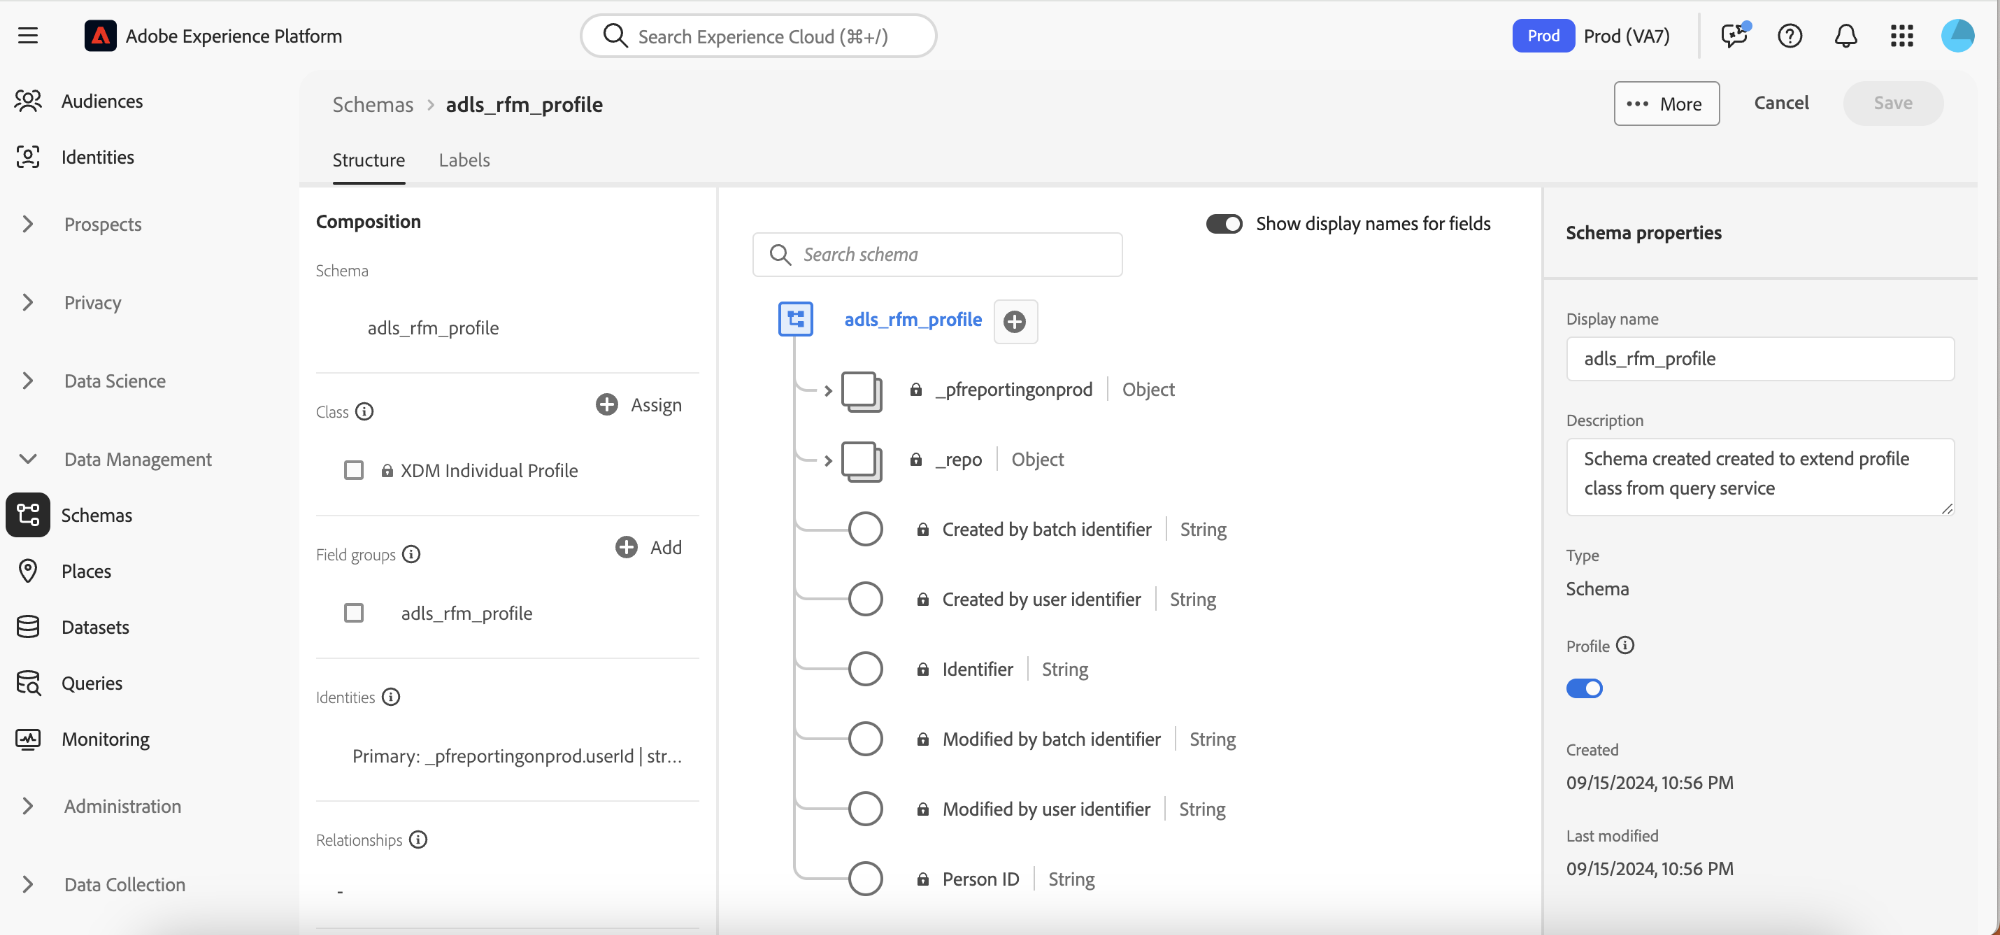 Adobe Experience Platform
Search Experience Cloud (⌘+/)
Prod
Prod (VA7)
Audiences
Identities
Prospects
Privacy
Data Science
Data Management
Schemas
Places
Datasets
Queries
Monitoring
Administration
Data Collection
Schemas > adls_rfm_profile
More
Cancel
Save
Structure
Labels
Composition
Schema
adls_rfm_profile
Class
Assign
XDM Individual Profile
Field groups
Add
adls_rfm_profile
Identities
Primary: _pfreportingonprod.userId | str...
Relationships
-
Show display names for fields
Search schema
adls_rfm_profile
_pfreportingonprod | Object
_repo | Object
Created by batch identifier | String
Created by user identifier | String
Identifier | String
Modified by batch identifier | String
Modified by user identifier | String
Person ID | String
Schema properties
Display name
adls_rfm_profile
Description
Schema created created to extend profile
class from query service
Type
Schema
Profile
Created
09/15/2024, 10:56 PM
Last modified
09/15/2024, 10:56 PM